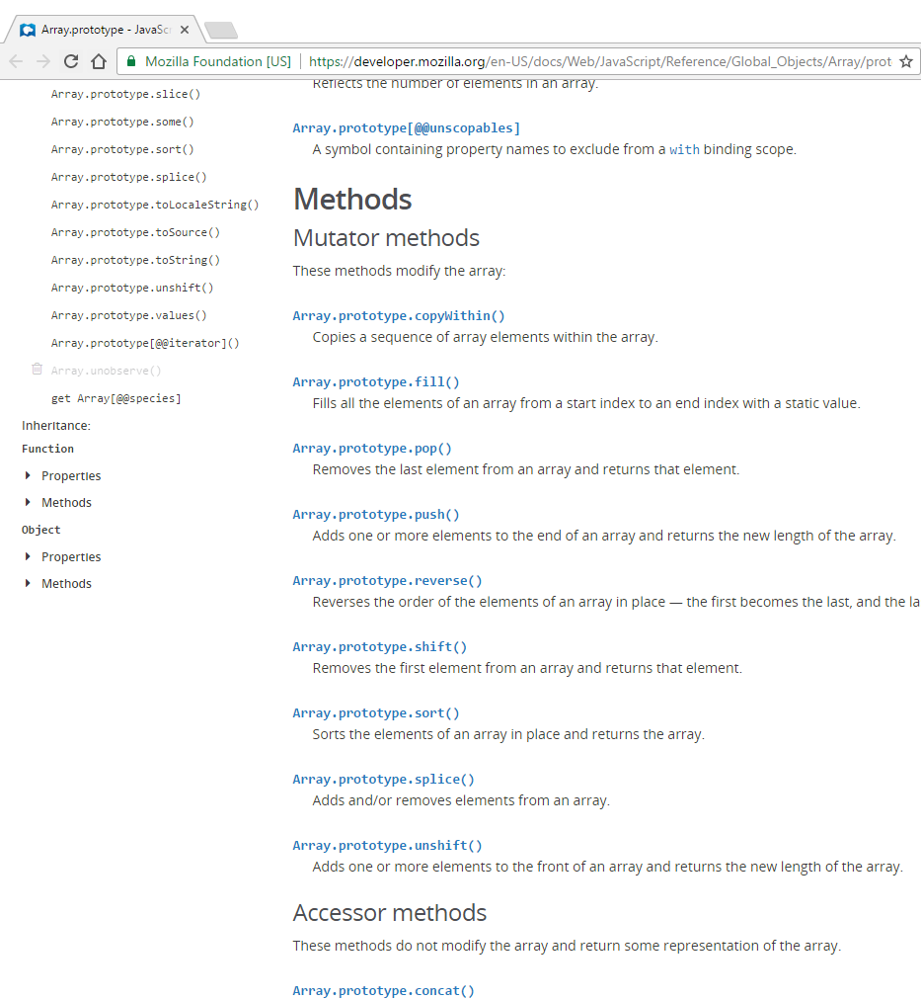 Array.prototype - JavaSc
Mozilla Foundation [US]
https://developer.mozilla.org/en-US/docs/Web/JavaScript/Reference/Global_Objects/Array/prot
Array.prototype.slice()
Array.prototype.some()
Array.prototype.sort()
Array.prototype.splice()
Array.prototype.toLocaleString()
Array.prototype.toSource()
Array.prototype.toString()
Array.prototype.unshift()
Array.prototype.values()
Array.prototype[@@iterator]()
Array.unobserve()
get Array[@@species]
Inheritance:
Function
Properties
Methods
Object
Properties
Methods
Reflects the number of elements in an array.
Array.prototype[@@unscopables]
A symbol containing property names to exclude from a with binding scope.
Methods
Mutator methods
These methods modify the array:
Array.prototype.copyWithin()
Copies a sequence of array elements within the array.
Array.prototype.fill()
Fills all the elements of an array from a start index to an end index with a static value.
Array.prototype.pop()
Removes the last element from an array and returns that element.
Array.prototype.push()
Adds one or more elements to the end of an array and returns the new length of the array.
Array.prototype.reverse()
Reverses the order of the elements of an array in place — the first becomes the last, and the la
Array.prototype.shift()
Removes the first element from an array and returns that element.
Array.prototype.sort()
Sorts the elements of an array in place and returns the array.
Array.prototype.splice()
Adds and/or removes elements from an array.
Array.prototype.unshift()
Adds one or more elements to the front of an array and returns the new length of the array.
Accessor methods
These methods do not modify the array and return some representation of the array.
Array.prototype.concat()